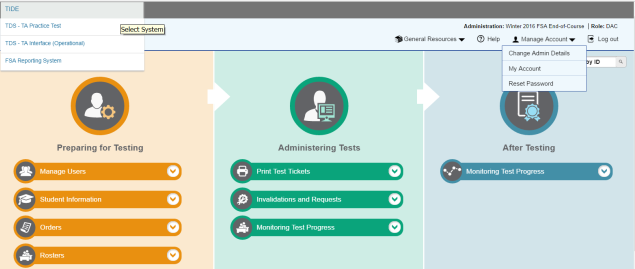 TIDE
TDS - TA Practice Test
Select System
TDS - TA Interface (Operational)
FSA Reporting System
Administration: Winter 2016 FSA End-of-Course | Role: DAC
General Resources Help Manage Account Log out
Change Admin Details
My Account
Reset Password
by ID
Preparing for Testing
Manage Users
Student Information
Orders
Rosters
Administering Tests
Print Test Tickets
Invalidations and Requests
Monitoring Test Progress
After Testing
Monitoring Test Progress